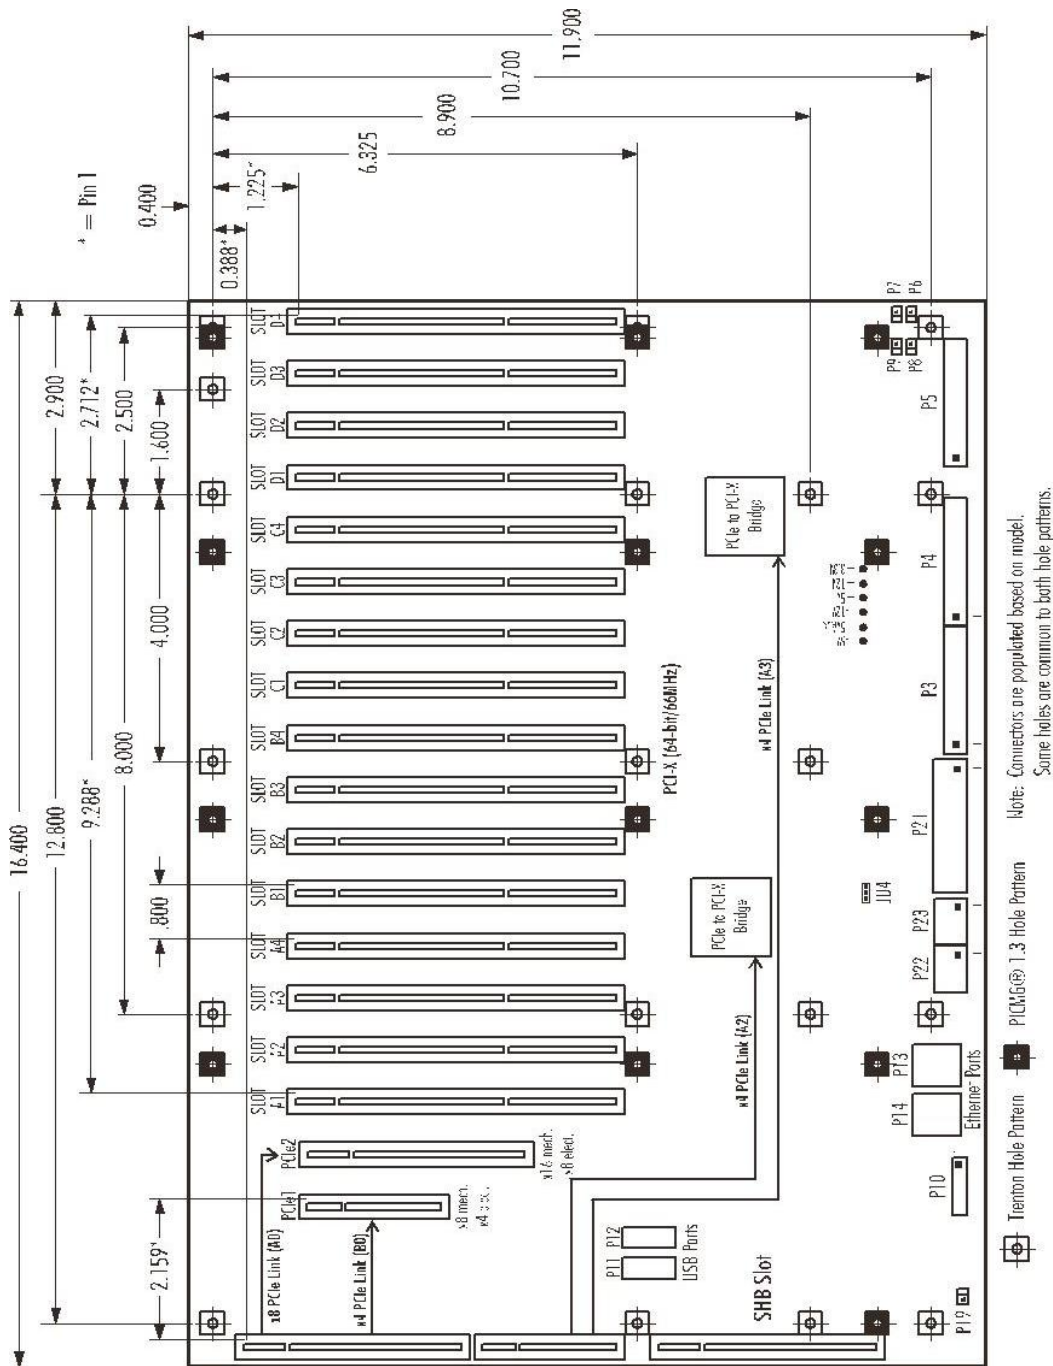 16.400
12.800
2.900
9.288*
2.712*
8.000
2.500
.800
4.000
1.600
2.159*
* = Pin 1
0.400
0.388*
1.225*
6.825
8.900
10.700
11.900
PCIe1
PCIe2
SLOT
A1
SLOT
A2
SLOT
A3
SLOT
A4
SLOT
B1
SLOT
B2
SLOT
B3
SLOT
B4
SLOT
C1
SLOT
C2
SLOT
C3
SLOT
C4
SLOT
D1
SLOT
D2
SLOT
D3
SLOT
x8 PCIe Link (A0)
x4 PCIe Link (B0)
x8 mech.
x4 elect.
x16 mech.
x8 elect.
PCI-X (64-bit/66MHz)
x4 PCIe Link (A2)
x4 PCIe Link (A3)
PCIe to PCI-X
Bridge
PCIe to PCI-X
Bridge
P11
P12
USB Ports
SHB Slot
JU4
P9
P7
P8
P6
P19
P10
P14
P13
Ethernet Ports
P22
P23
P21
P3
P4
P5
Trenton Hole Pattern
PICMG® 1.3 Hole Pattern
Note: Connectors are populated based on model.
Some holes are common to both hole patterns.